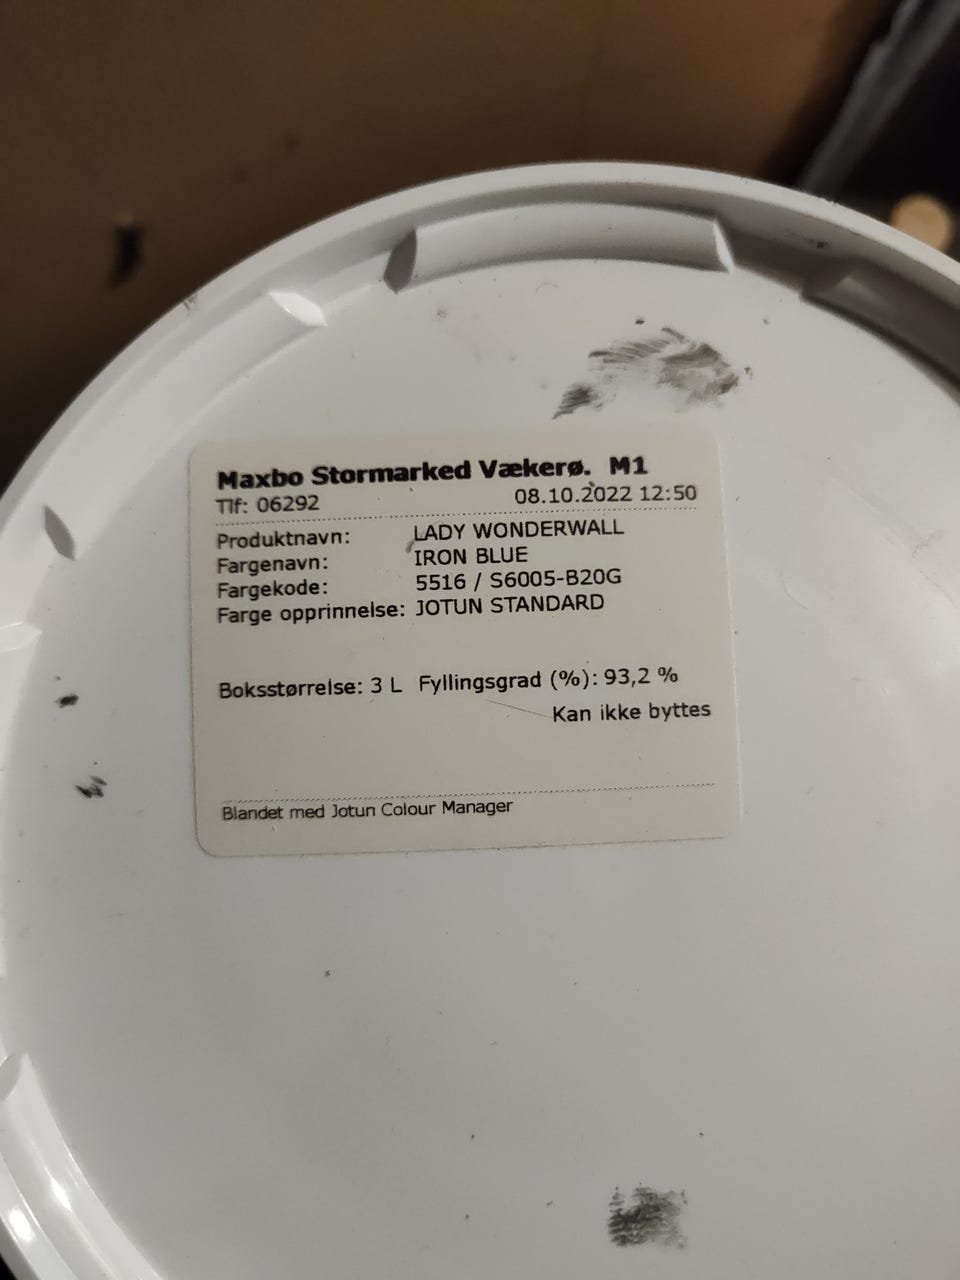 Maxbo Stormarked Vækerø. M1
Tlf: 06292 08.10.2022 12:50
Produktnavn: LADY WONDERWALL
Fargenavn: IRON BLUE
Fargekode: 5516 / S6005-B20G
Farge opprinnelse: JOTUN STANDARD
Boksstørrelse: 3 L Fyllingsgrad (%): 93,2 %
Kan ikke byttes
Blandet med Jotun Colour Manager